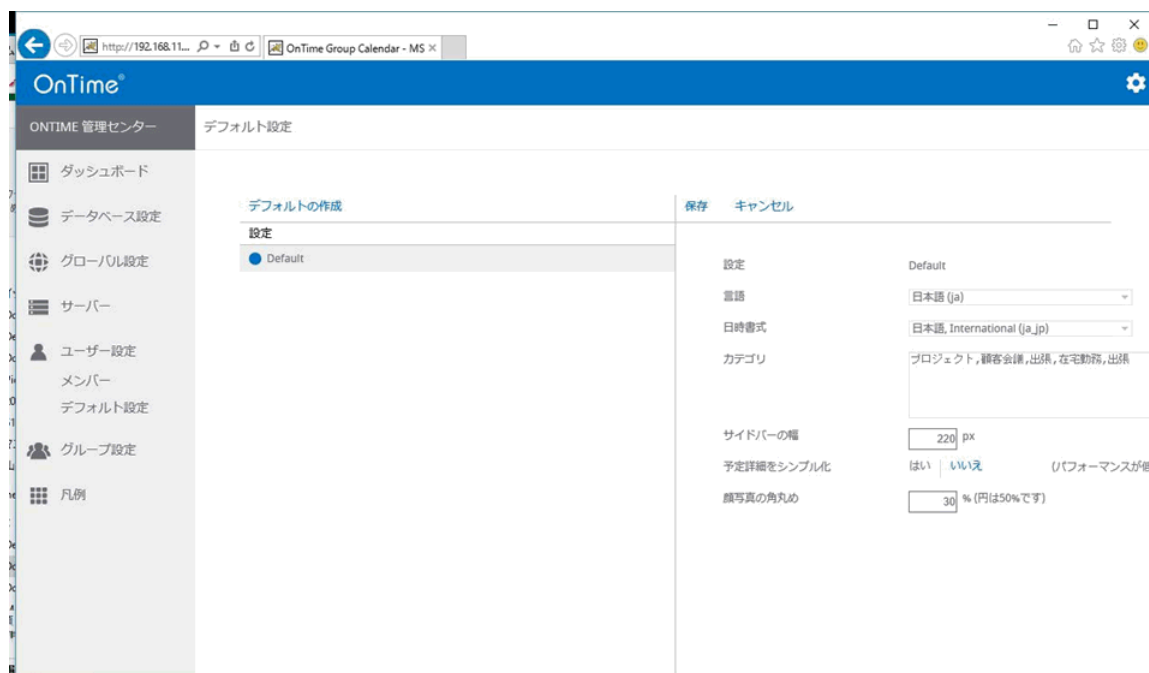 http://192.168.11...
OnTime Group Calendar - MS
OnTime
ONTIME 管理センター
デフォルト設定
ダッシュボード
データベース設定
グローバル設定
サーバー
ユーザー設定
メンバー
デフォルト設定
グループ設定
凡例
デフォルトの作成
設定
Default
保存 キャンセル
設定 Default
言語 日本語 (ja)
日時書式 日本語, International (ja_jp)
カテゴリ プロジェクト,顧客会議,出張,在宅勤務,出張
サイドバーの幅 220 px
予定詳細をシンプル化 はい いいえ (パフォーマンスが
顔写真の角丸め 30 % (円は50%です)